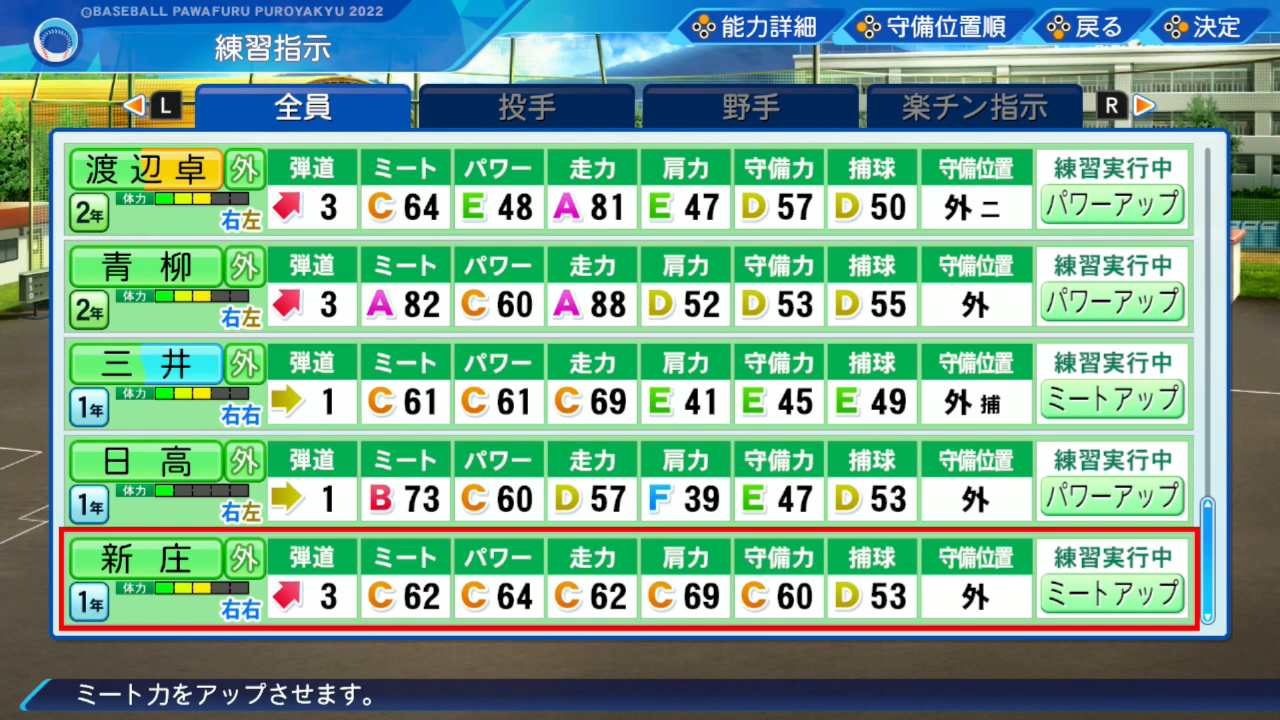 ©BASEBALL PAWAFURU PUROYAKYU 2022
練習指示
能力詳細 守備位置順 戻る 決定
L 全員 投手 野手 楽チン指示 R
渡辺卓 外 弾道 ミート パワー 走力 肩力 守備力 捕球 守備位置 練習実行中
2年 体力 右左 3 C 64 E 48 A 81 E 47 D 57 D 50 外 二 パワーアップ
青柳 外 弾道 ミート パワー 走力 肩力 守備力 捕球 守備位置 練習実行中
2年 体力 右左 3 A 82 C 60 A 88 D 52 D 53 D 55 外 パワーアップ
三井 外 弾道 ミート パワー 走力 肩力 守備力 捕球 守備位置 練習実行中
1年 体力 右右 1 C 61 C 61 C 69 E 41 E 45 E 49 外 捕 ミートアップ
日高 外 弾道 ミート パワー 走力 肩力 守備力 捕球 守備位置 練習実行中
1年 体力 右左 1 B 73 C 60 D 57 F 39 E 47 D 53 外 パワーアップ
新庄 外 弾道 ミート パワー 走力 肩力 守備力 捕球 守備位置 練習実行中
1年 体力 右右 3 C 62 C 64 C 62 C 69 C 60 D 53 外 ミートアップ
ミート力をアップさせます。